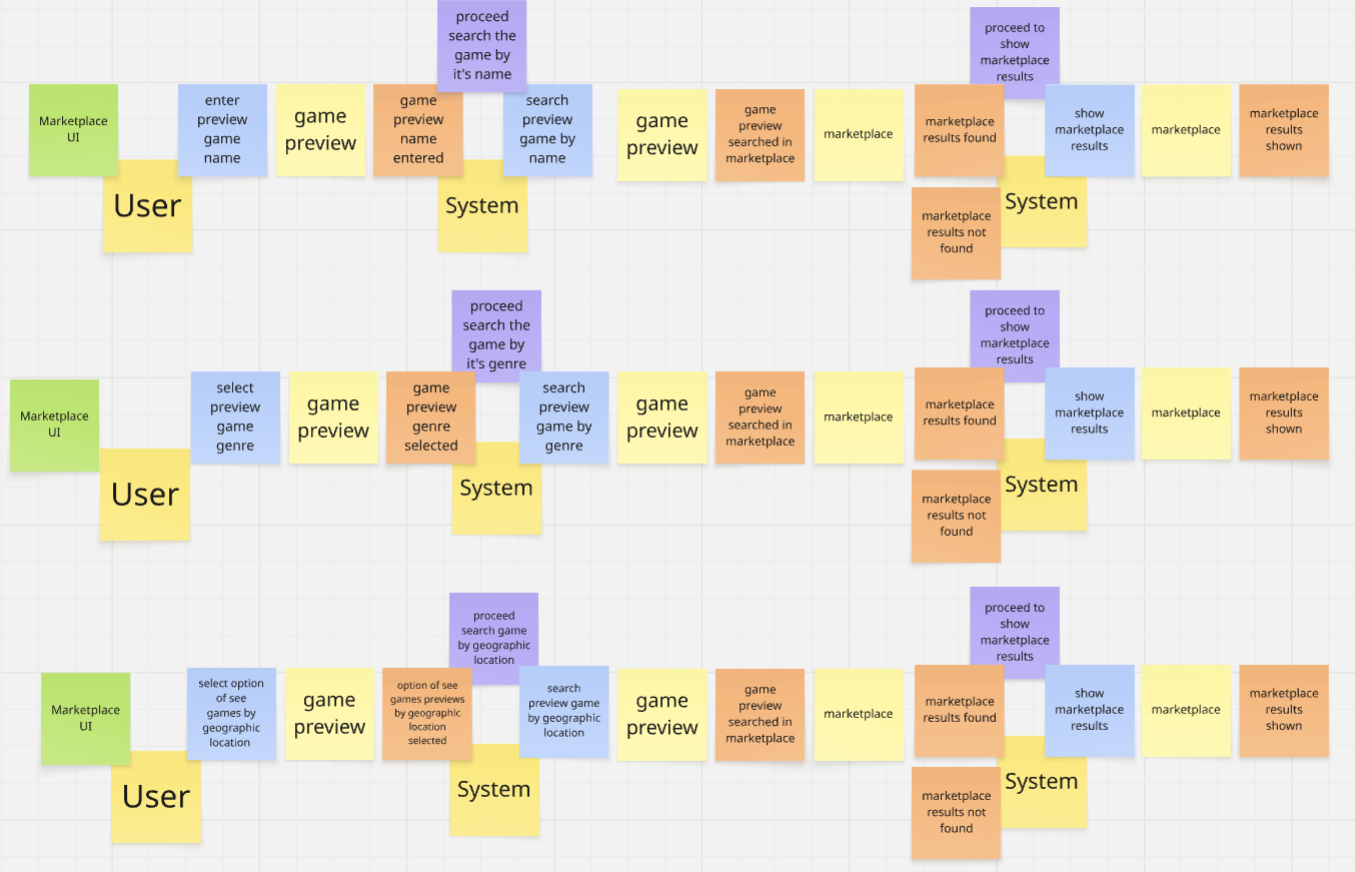 proceed
search the
game by
it's name
proceed to
show
marketplace
results
Marketplace
UI
enter
preview
game
name
game
preview
game
preview
name
entered
search
preview
game by
name
game
preview
game
preview
searched in
marketplace
marketplace
marketplace
results found
show
marketplace
results
marketplace
marketplace
results
shown
User
System
System
marketplace
results not
found
proceed
search the
game by
it's genre
proceed to
show
marketplace
results
Marketplace
UI
select
preview
game
genre
game
preview
game
preview
genre
selected
search
preview
game by
genre
game
preview
game
preview
searched in
marketplace
marketplace
marketplace
results found
show
marketplace
results
marketplace
marketplace
results
shown
User
System
System
marketplace
results not
found
proceed
search game
by geographic
location
proceed to
show
marketplace
results
Marketplace
UI
select option
of see
games by
geographic
location
game
preview
option of see
games previews
by geographic
location
selected
search
preview game
by geographic
location
game
preview
game
preview
searched in
marketplace
marketplace
marketplace
results found
show
marketplace
results
marketplace
marketplace
results
shown
User
System
System
marketplace
results not
found